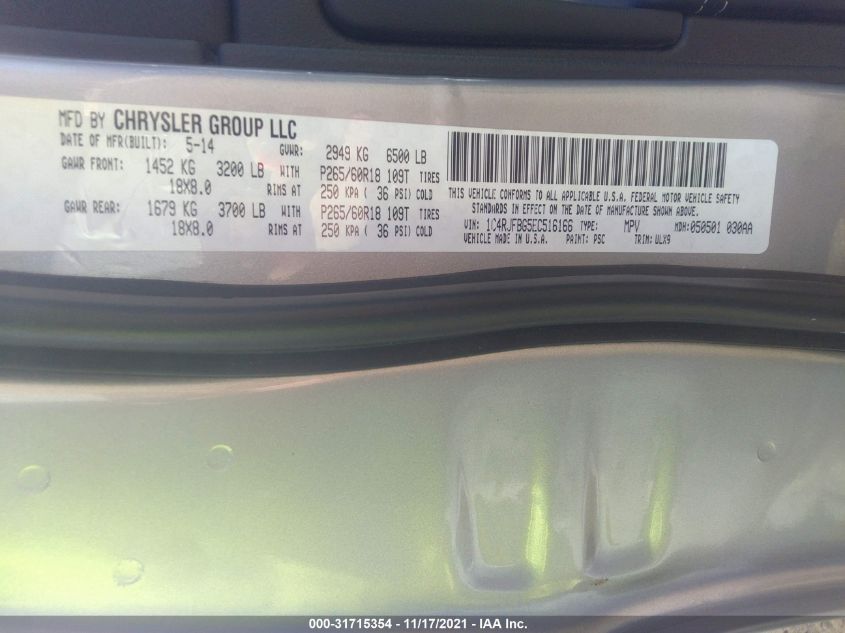 MFD BY CHRYSLER GROUP LLC
DATE OF MFR(BUILT): 5-14 GVWR: 2949 KG 6500 LB
GAWR FRONT: 1452 KG 3200 LB WITH P265/60R18 109T TIRES
18X8.0 RIMS AT 250 KPA ( 36 PSI) COLD
GAWR REAR: 1679 KG 3700 LB WITH P265/60R18 109T TIRES
18X8.0 RIMS AT 250 KPA ( 36 PSI) COLD
THIS VEHICLE CONFORMS TO ALL APPLICABLE U.S.A. FEDERAL MOTOR VEHICLE SAFETY
STANDARDS IN EFFECT ON THE DATE OF MANUFACTURE SHOWN ABOVE.
VIN: 1C4RJFBG5EC516166 TYPE: MPV MDH:050501 030AA
VEHICLE MADE IN U.S.A. PAINT: PSC TRIM: ULX9
000-31715354 - 11/17/2021 - IAA Inc.